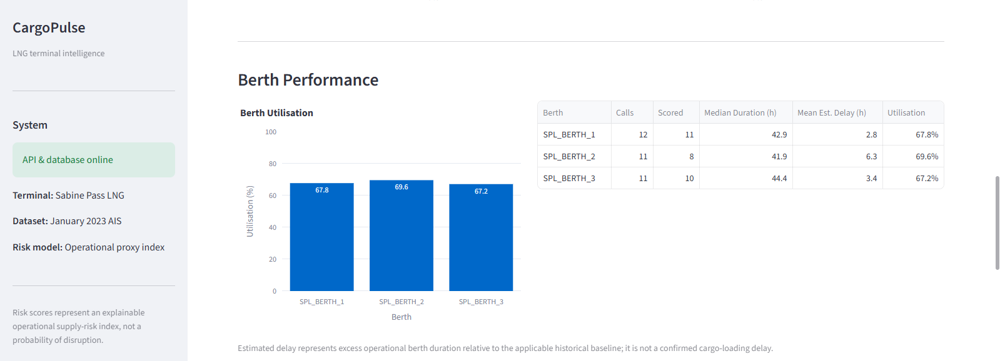 CargoPulse
LNG terminal intelligence
System
API & database online
Terminal: Sabine Pass LNG
Dataset: January 2023 AIS
Risk model: Operational proxy index
Risk scores represent an explainable
operational supply-risk index, not a
probability of disruption.
Berth Performance
Berth Utilisation
100
80
60
40
20
0
Utilisation (%)
67.8
69.6
67.2
SPL_BERTH_1
SPL_BERTH_2
SPL_BERTH_3
Berth
Berth Calls Scored Median Duration (h) Mean Est. Delay (h) Utilisation
SPL_BERTH_1 12 11 42.9 2.8 67.8%
SPL_BERTH_2 11 8 41.9 6.3 69.6%
SPL_BERTH_3 11 10 44.4 3.4 67.2%
Estimated delay represents excess operational berth duration relative to the applicable historical baseline; it is not a confirmed cargo-loading delay.